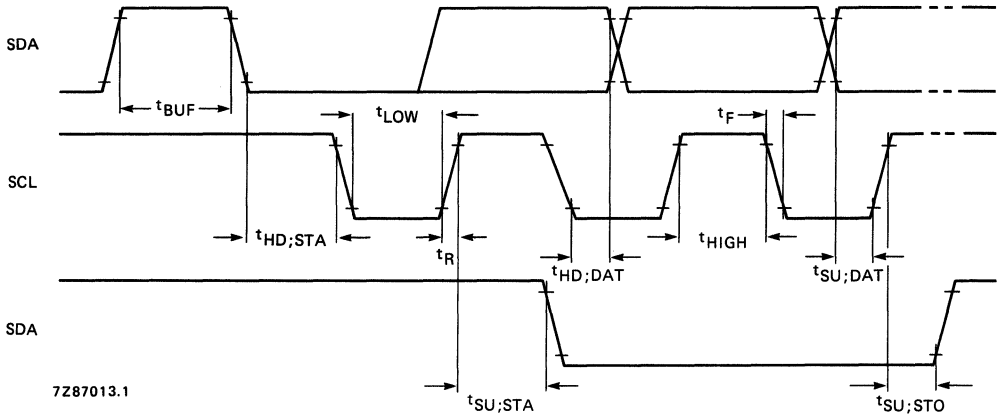 SDA
tBUF
tLOW
tF
SCL
tHD;STA
tR
tHD;DAT
tHIGH
tSU;DAT
SDA
7Z87013.1
tSU;STA
tSU;STO